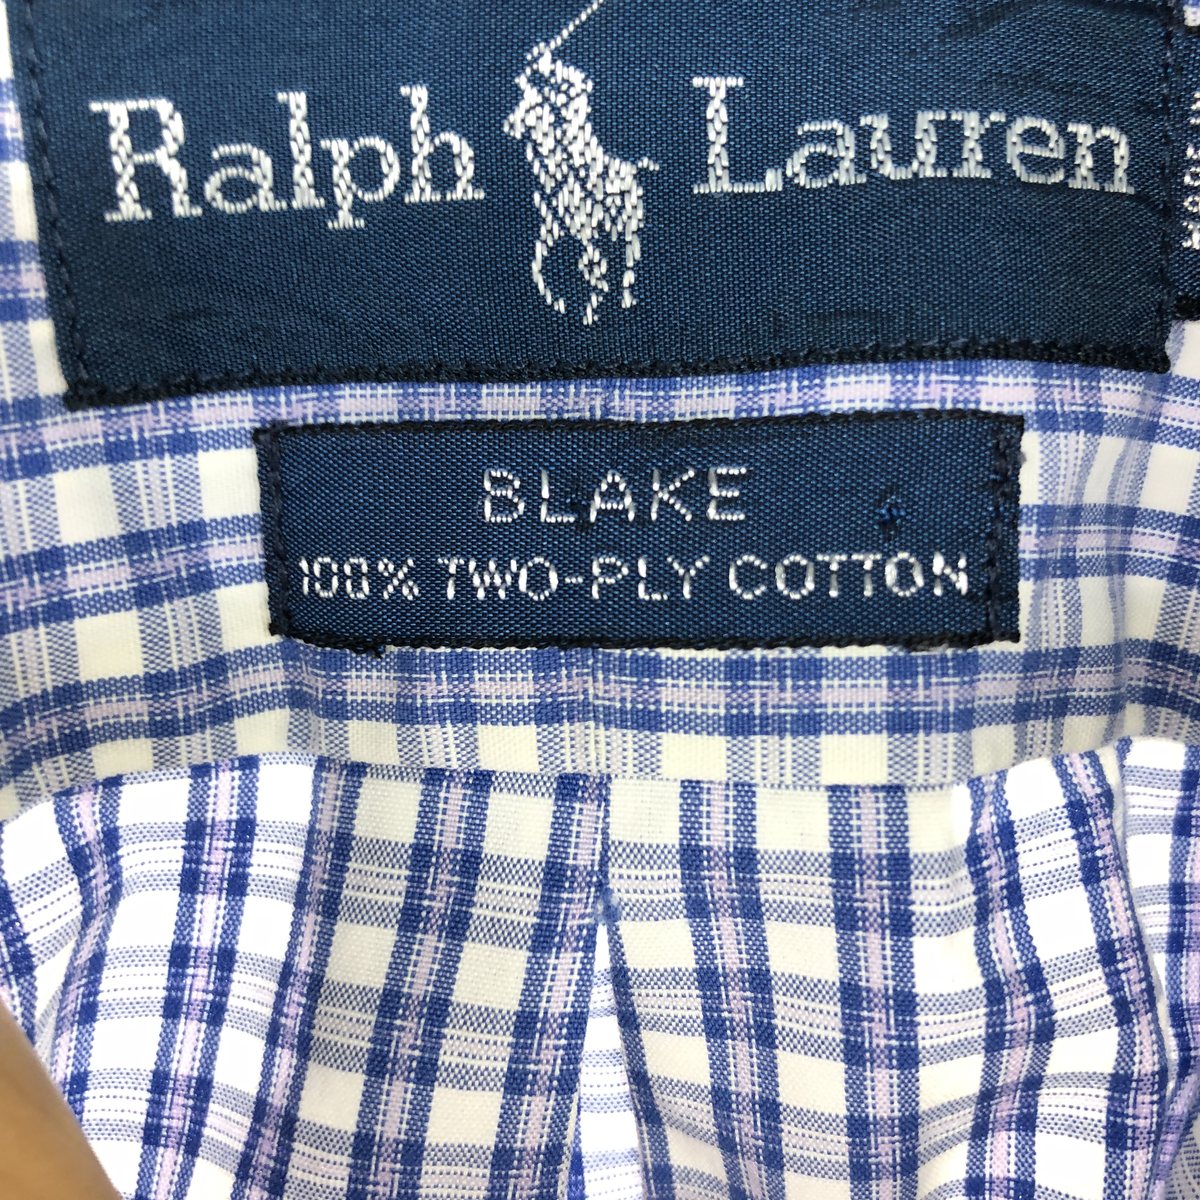 Ralph Lauren
BLAKE
100% TWO-PLY COTTON